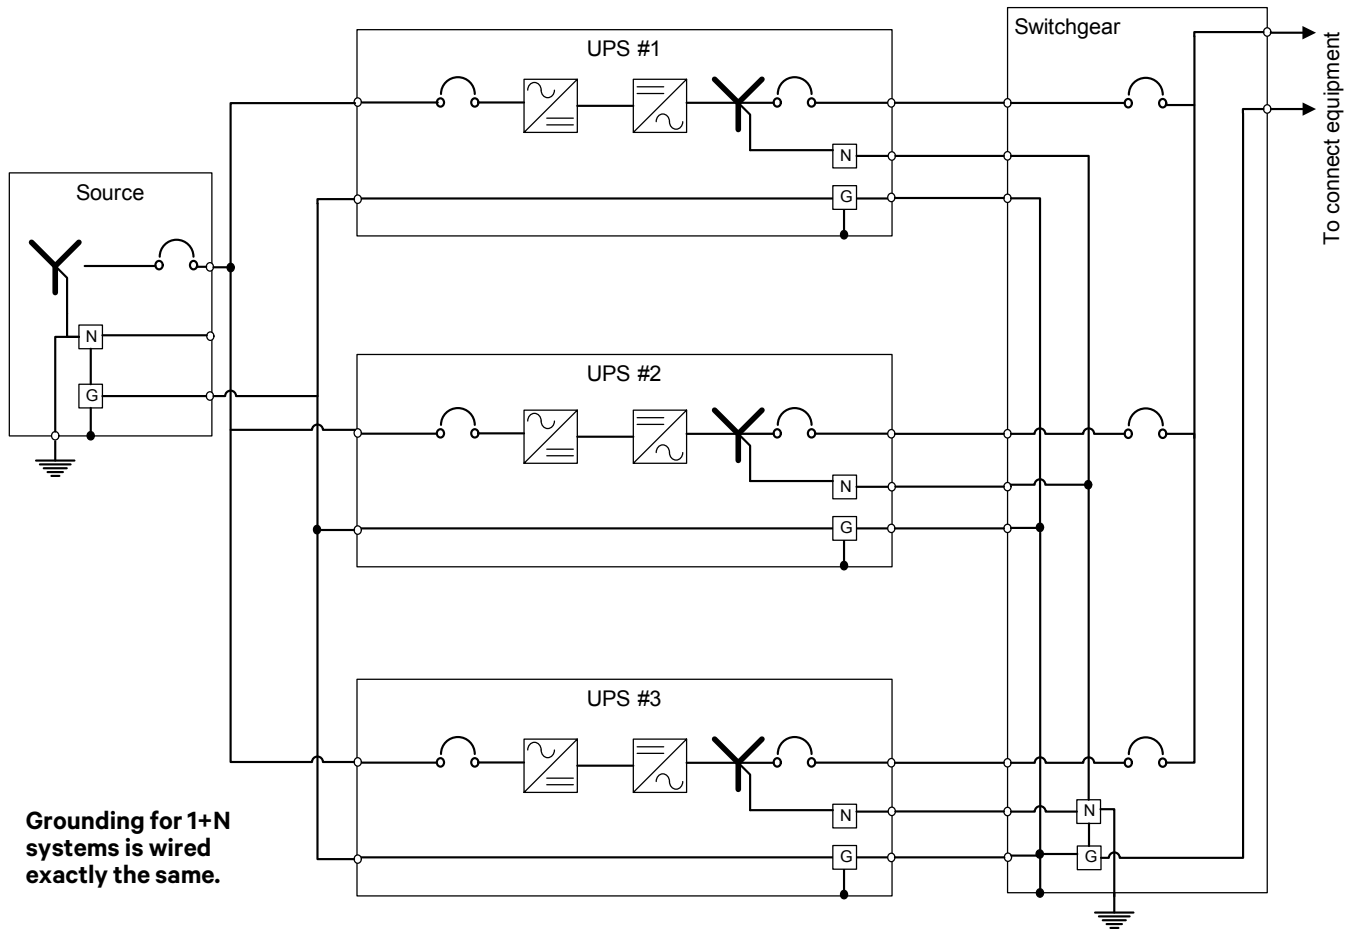 Switchgear
UPS #1
To connect equipment
N
G
Source
N
G
UPS #2
N
G
UPS #3
N
G
N
G
Grounding for 1+N
systems is wired
exactly the same.